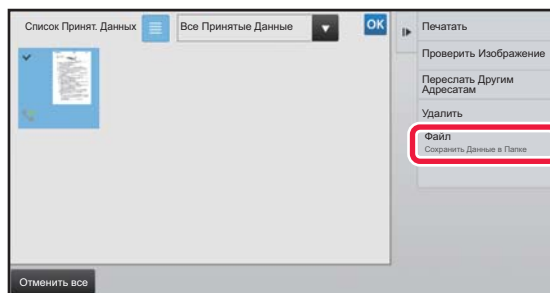 Список Принят. Данных
Все Принятые Данные
OK
Печатать
Проверить Изображение
Переслать Другим
Адресатам
Удалить
Файл
Сохранить Данные в Папке
Отменить все